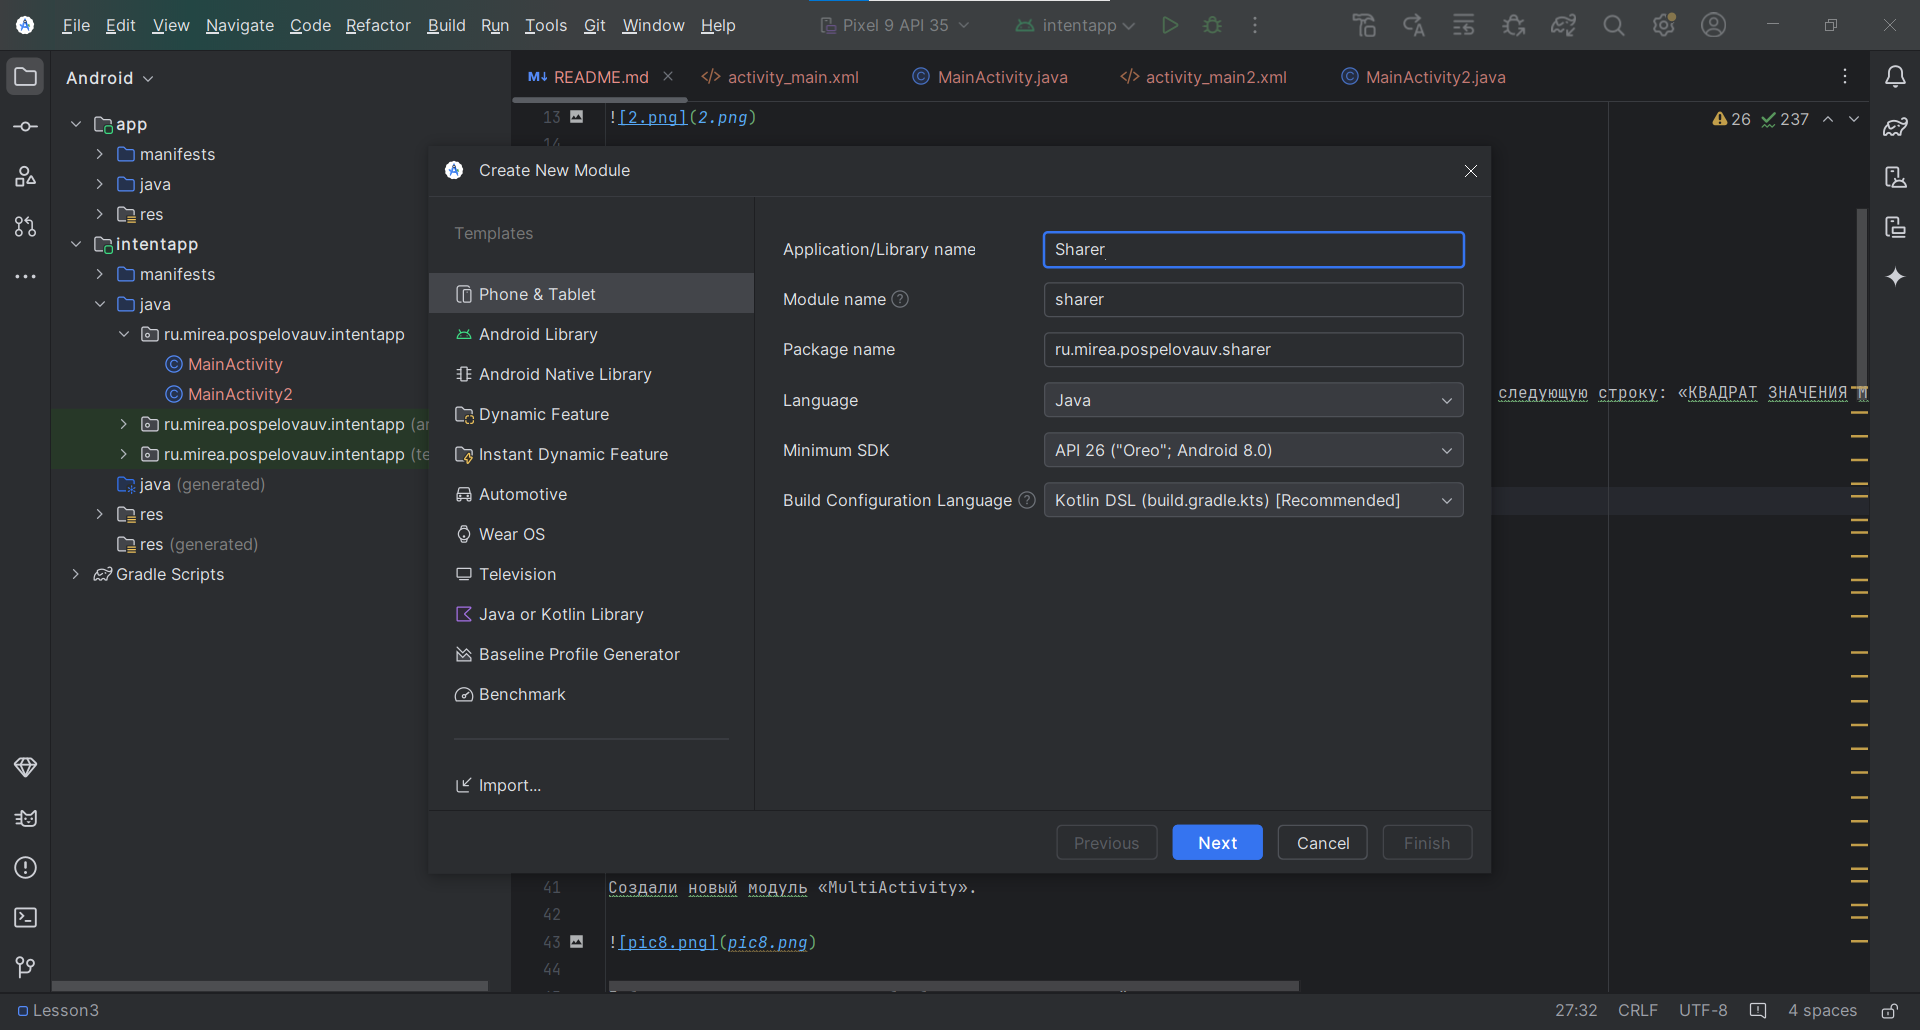 File Edit View Navigate Code Refactor Build Run Tools Git Window Help Pixel 9 API 35 intentapp
Android
README.md activity_main.xml MainActivity.java activity_main2.xml MainActivity2.java
app
manifests
java
res
intentapp
manifests
java
ru.mirea.pospelovauv.intentapp
MainActivity
MainActivity2
ru.mirea.pospelovauv.intentapp
ru.mirea.pospelovauv.intentapp
java (generated)
res
res (generated)
Gradle Scripts
13 ![2.png](2.png)
26 237
14
Create New Module
Templates
Phone & Tablet
Android Library
Android Native Library
Dynamic Feature
Instant Dynamic Feature
Automotive
Wear OS
Television
Java or Kotlin Library
Baseline Profile Generator
Benchmark
Import...
Application/Library name Sharer
Module name sharer
Package name ru.mirea.pospelovauv.sharer
Language Java
Minimum SDK API 26 ("Oreo"; Android 8.0)
Build Configuration Language Kotlin DSL (build.gradle.kts) [Recommended]
Previous Next Cancel Finish
следующую строку: «КВАДРАТ ЗНАЧЕНИЯ М
41 Создали новый модуль «MultiActivity».
42
43 ![pic8.png](pic8.png)
44
Lesson3
27:32 CRLF UTF-8 4 spaces